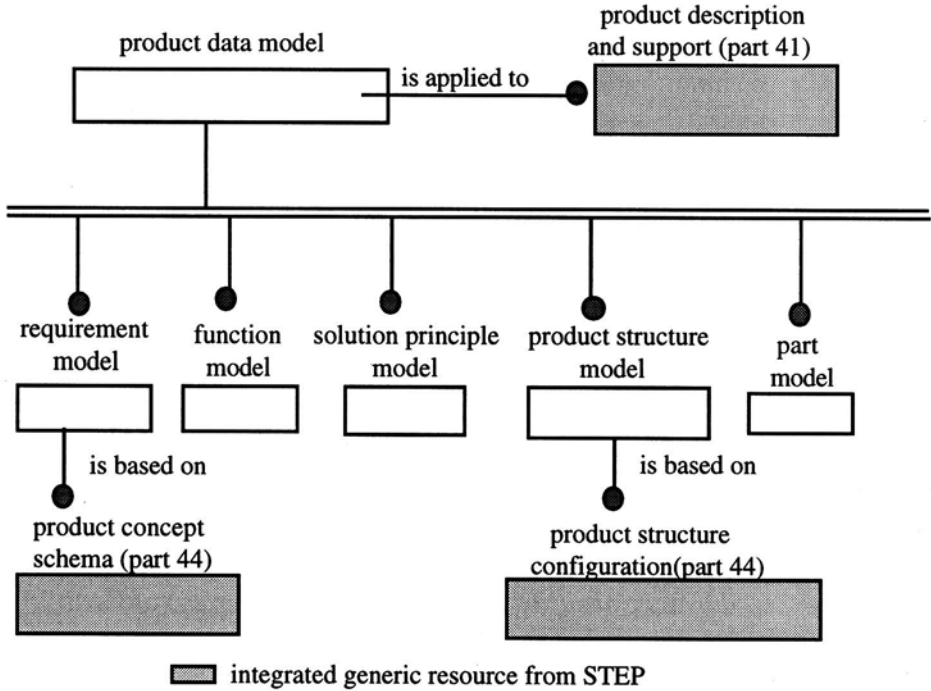 product data model
product description
and support (part 41)
is applied to
requirement
model
function
model
solution principle
model
product structure
model
part
model
is based on
is based on
product concept
schema (part 44)
product structure
configuration(part 44)
integrated generic resource from STEP